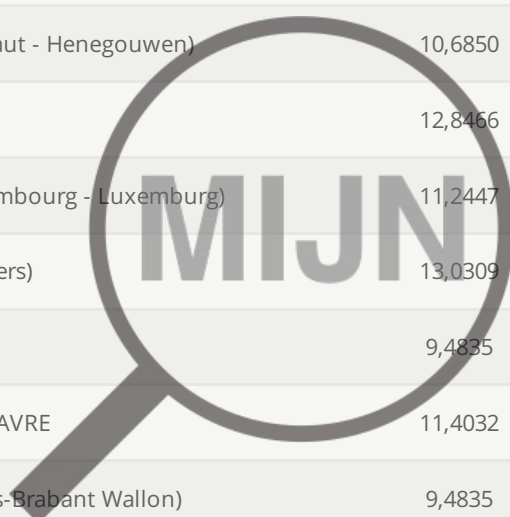 aut - Henegouwen) 10,6850
12,8466
mbourg - Luxemburg) 11,2447
MIJN
ers) 13,0309
9,4835
AVRE 11,4032
s-Brabant Wallon) 9,4835